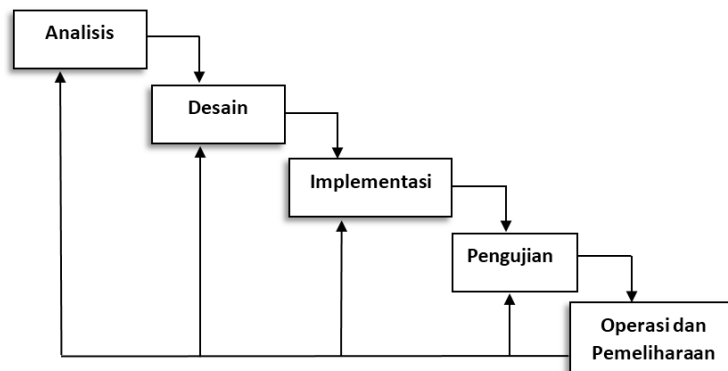 Analisis
Desain
Implementasi
Pengujian
Operasi dan
Pemeliharaan